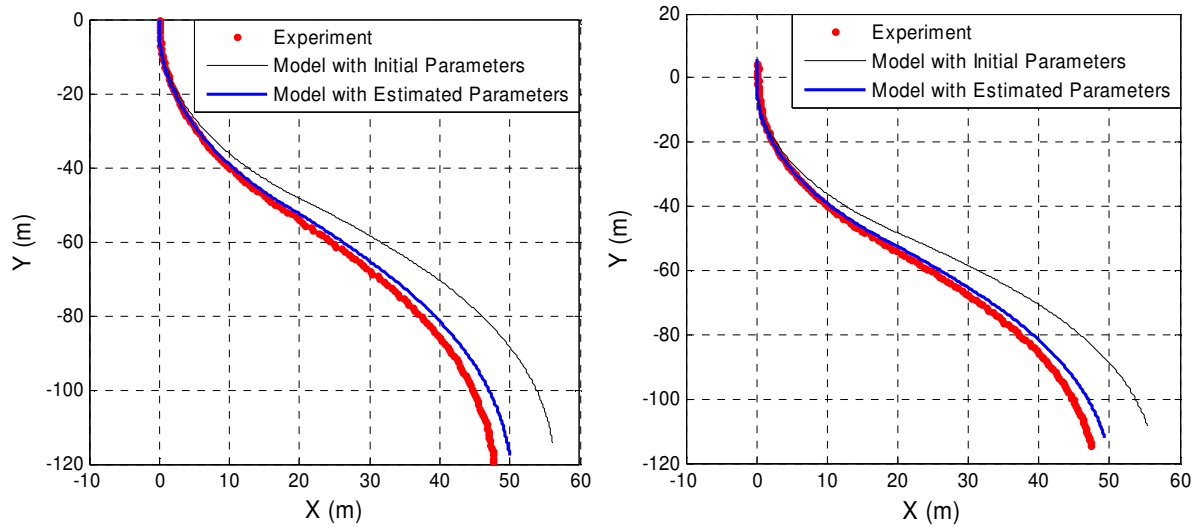 Experiment
Model with Initial Parameters
Model with Estimated Parameters
Y (m)
0
-20
-40
-60
-80
-100
-120
-10 0 10 20 30 40 50 60
X (m)
Experiment
Model with Initial Parameters
Model with Estimated Parameters
Y (m)
20
0
-20
-40
-60
-80
-100
-120
-10 0 10 20 30 40 50 60
X (m)